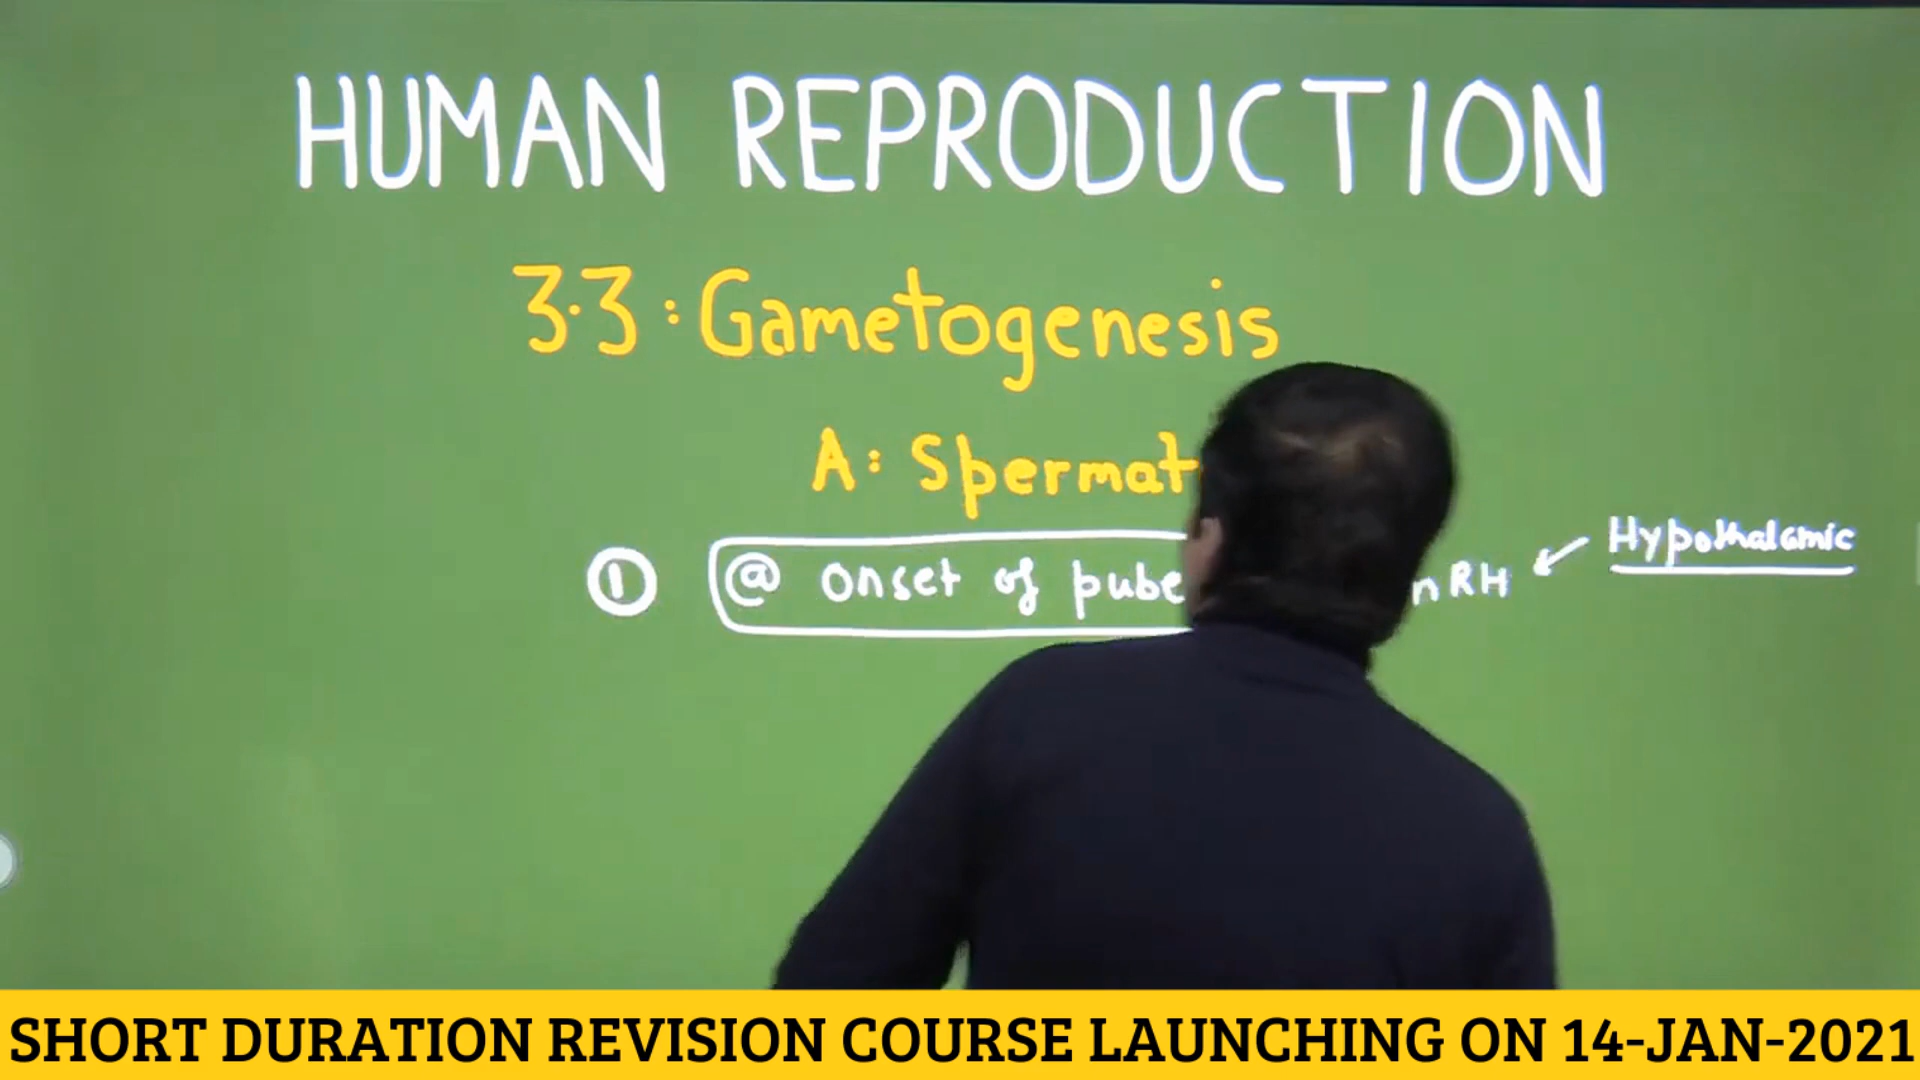 HUMAN REPRODUCTION
3.3 : Gametogenesis
A: Spermat
① @ onset of pube nRH ↙ Hypothalamic
SHORT DURATION REVISION COURSE LAUNCHING ON 14-JAN-2021